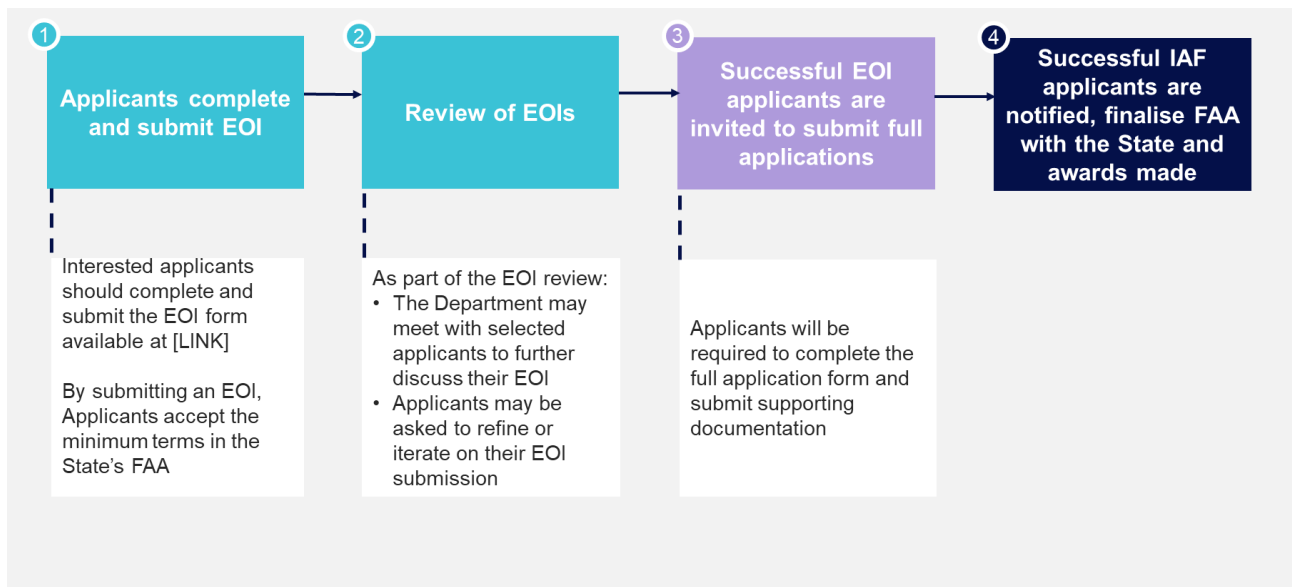 1
Applicants complete
and submit EOI
2
Review of EOIs
3
Successful EOI
applicants are
invited to submit full
applications
4
Successful IAF
applicants are
notified, finalise FAA
with the State and
awards made
Interested applicants
should complete and
submit the EOI form
available at [LINK]
By submitting an EOI,
Applicants accept the
minimum terms in the
State’s FAA
As part of the EOI review:
• The Department may
meet with selected
applicants to further
discuss their EOI
• Applicants may be
asked to refine or
iterate on their EOI
submission
Applicants will be
required to complete the
full application form and
submit supporting
documentation